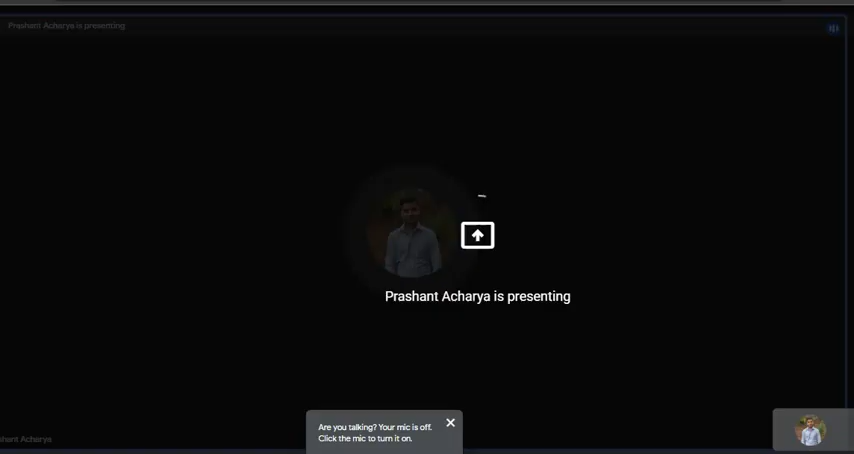 Prashant Acharya is presenting
Prashant Acharya is presenting
Are you talking? Your mic is off.
Click the mic to turn it on.
shant Acharya